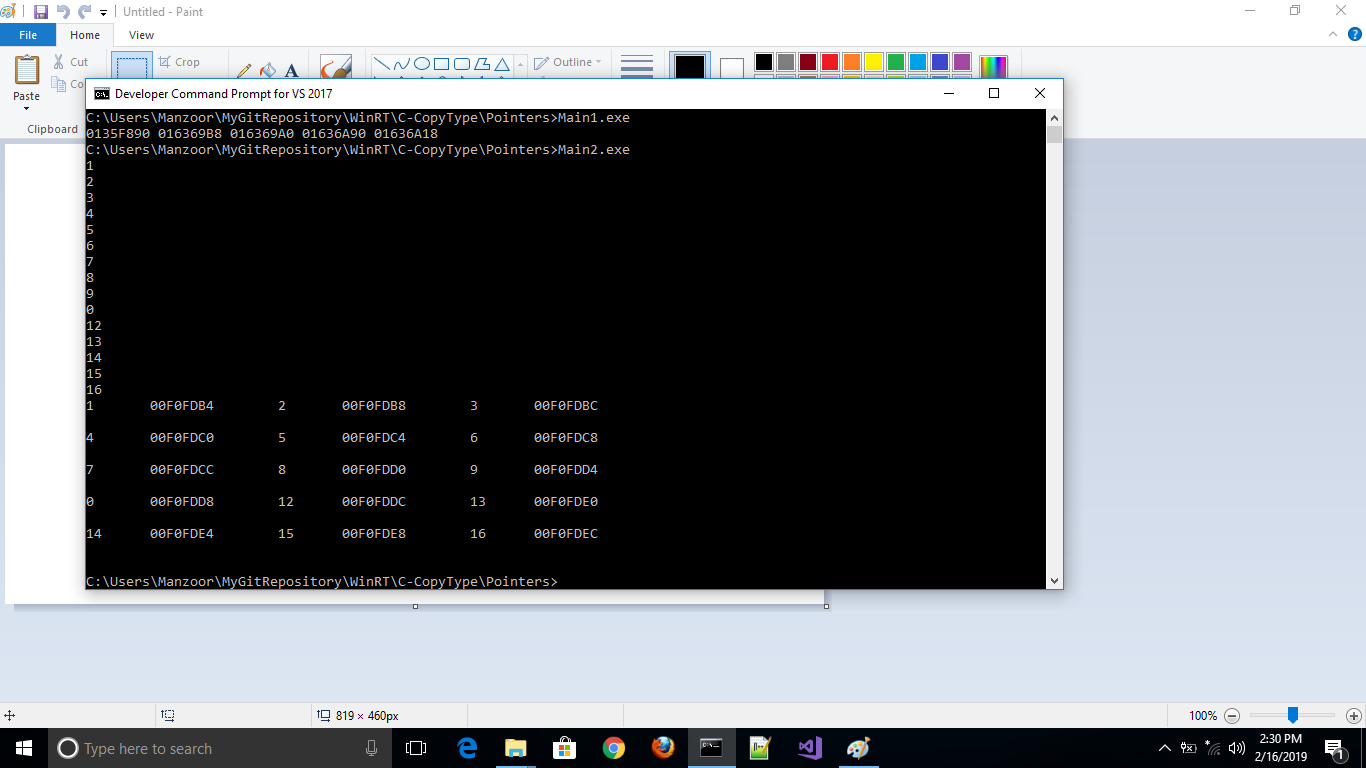 Untitled - Paint
File Home View
Cut
Crop
Outline
Paste
Clipboard
Developer Command Prompt for VS 2017
C:\Users\Manzoor\MyGitRepository\WinRT\C-CopyType\Pointers>Main1.exe
0135F890 016369B8 016369A0 01636A90 01636A18
C:\Users\Manzoor\MyGitRepository\WinRT\C-CopyType\Pointers>Main2.exe
1
2
3
4
5
6
7
8
9
0
12
13
14
15
16
1 00F0FDB4 2 00F0FDB8 3 00F0FDBC
4 00F0FDC0 5 00F0FDC4 6 00F0FDC8
7 00F0FDCC 8 00F0FDD0 9 00F0FDD4
0 00F0FDD8 12 00F0FDDC 13 00F0FDE0
14 00F0FDE4 15 00F0FDE8 16 00F0FDEC
C:\Users\Manzoor\MyGitRepository\WinRT\C-CopyType\Pointers>
819 × 460px
100%
Type here to search
2:30 PM
2/16/2019
1